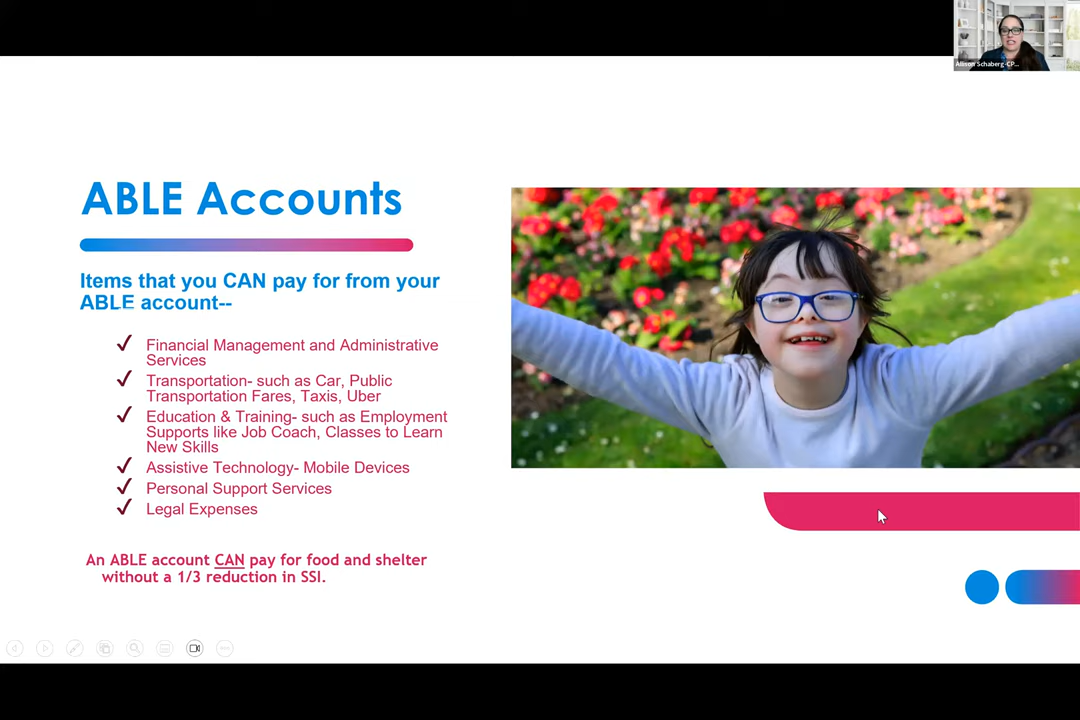 Allison Schaberg-CP...
ABLE Accounts
Items that you CAN pay for from your
ABLE account--
✓ Financial Management and Administrative
Services
✓ Transportation- such as Car, Public
Transportation Fares, Taxis, Uber
✓ Education & Training- such as Employment
Supports like Job Coach, Classes to Learn
New Skills
✓ Assistive Technology- Mobile Devices
✓ Personal Support Services
✓ Legal Expenses
An ABLE account CAN pay for food and shelter
without a 1/3 reduction in SSI.